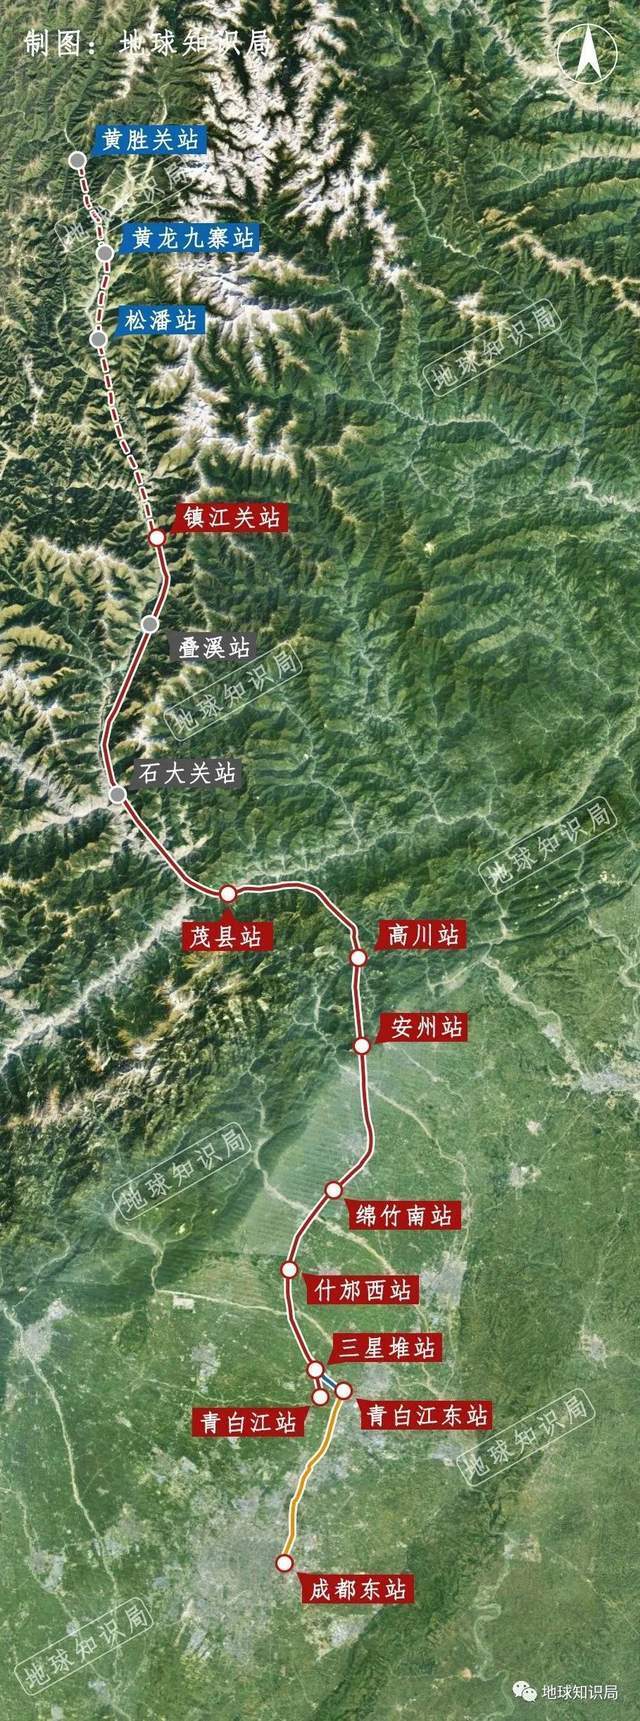 制图：地球知识局
黄胜关站
地球知识局
黄龙九寨站
松潘站
地球知识局
镇江关站
叠溪站
地球知识局
石大关站
地球知识局
茂县站
高川站
安州站
地球知识局
绵竹南站
什邡西站
三星堆站
青白江站
青白江东站
地球知识局
成都东站
地球知识局
地球知识局